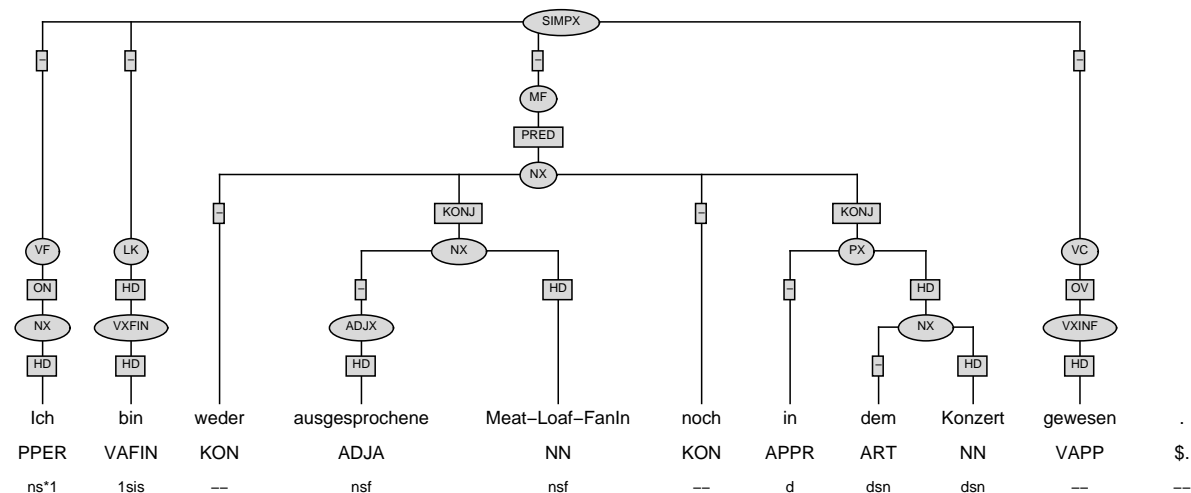 SIMPX
– – – –
MF
PRED
NX
– KONJ – KONJ
VF LK NX PX VC
ON HD – HD – HD OV
NX VXFIN ADJX NX VXINF
HD HD HD – HD HD
Ich bin weder ausgesprochene Meat–Loaf–FanIn noch in dem Konzert gewesen .
PPER VAFIN KON ADJA NN KON APPR ART NN VAPP $.
ns*1 1sis –– nsf nsf –– d dsn dsn –– ––